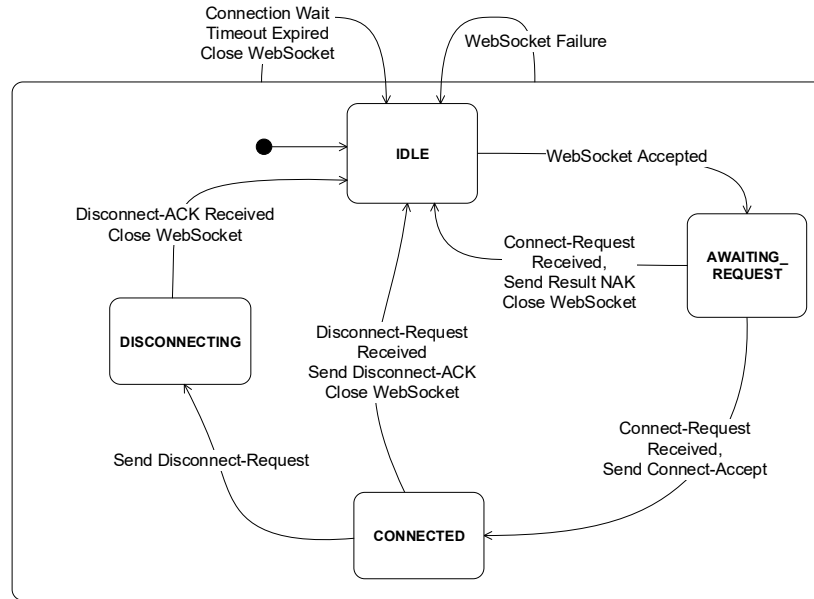 Connection Wait
Timeout Expired
Close WebSocket
WebSocket Failure
IDLE
WebSocket Accepted
Disconnect-ACK Received
Close WebSocket
Connect-Request
Received,
Send Result NAK
Close WebSocket
AWAITING_
REQUEST
DISCONNECTING
Disconnect-Request
Received
Send Disconnect-ACK
Close WebSocket
Connect-Request
Received,
Send Connect-Accept
Send Disconnect-Request
CONNECTED